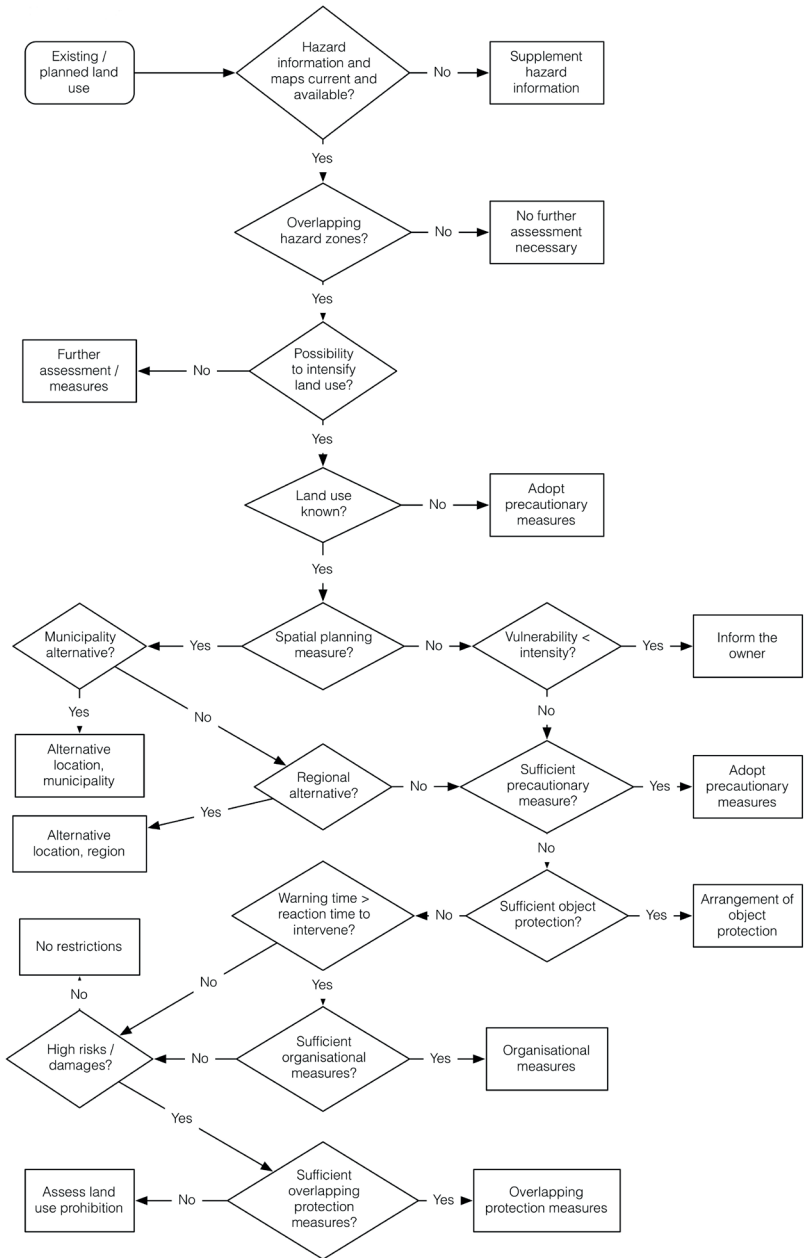 Existing /
planned land
use
Hazard
information and
maps current and
available?
No
Supplement
hazard
information
Yes
Overlapping
hazard zones?
No
No further
assessment
necessary
Yes
Further
assessment /
measures
No
Possibility
to intensify
land use?
Yes
Land use
known?
No
Adopt
precautionary
measures
Yes
Municipality
alternative?
Yes
Spatial planning
measure?
No
Vulnerability <
intensity?
Yes
Inform the
owner
Yes
No
No
Alternative
location,
municipality
Regional
alternative?
No
Sufficient
precautionary
measure?
Yes
Adopt
precautionary
measures
Yes
Alternative
location, region
No
Warning time >
reaction time to
intervene?
No
Sufficient object
protection?
Yes
Arrangement of
object
protection
No restrictions
No
Yes
No
High risks /
damages?
No
Sufficient
organisational
measures?
Yes
Organisational
measures
Yes
Assess land
use prohibition
No
Sufficient
overlapping
protection
measures?
Yes
Overlapping
protection measures